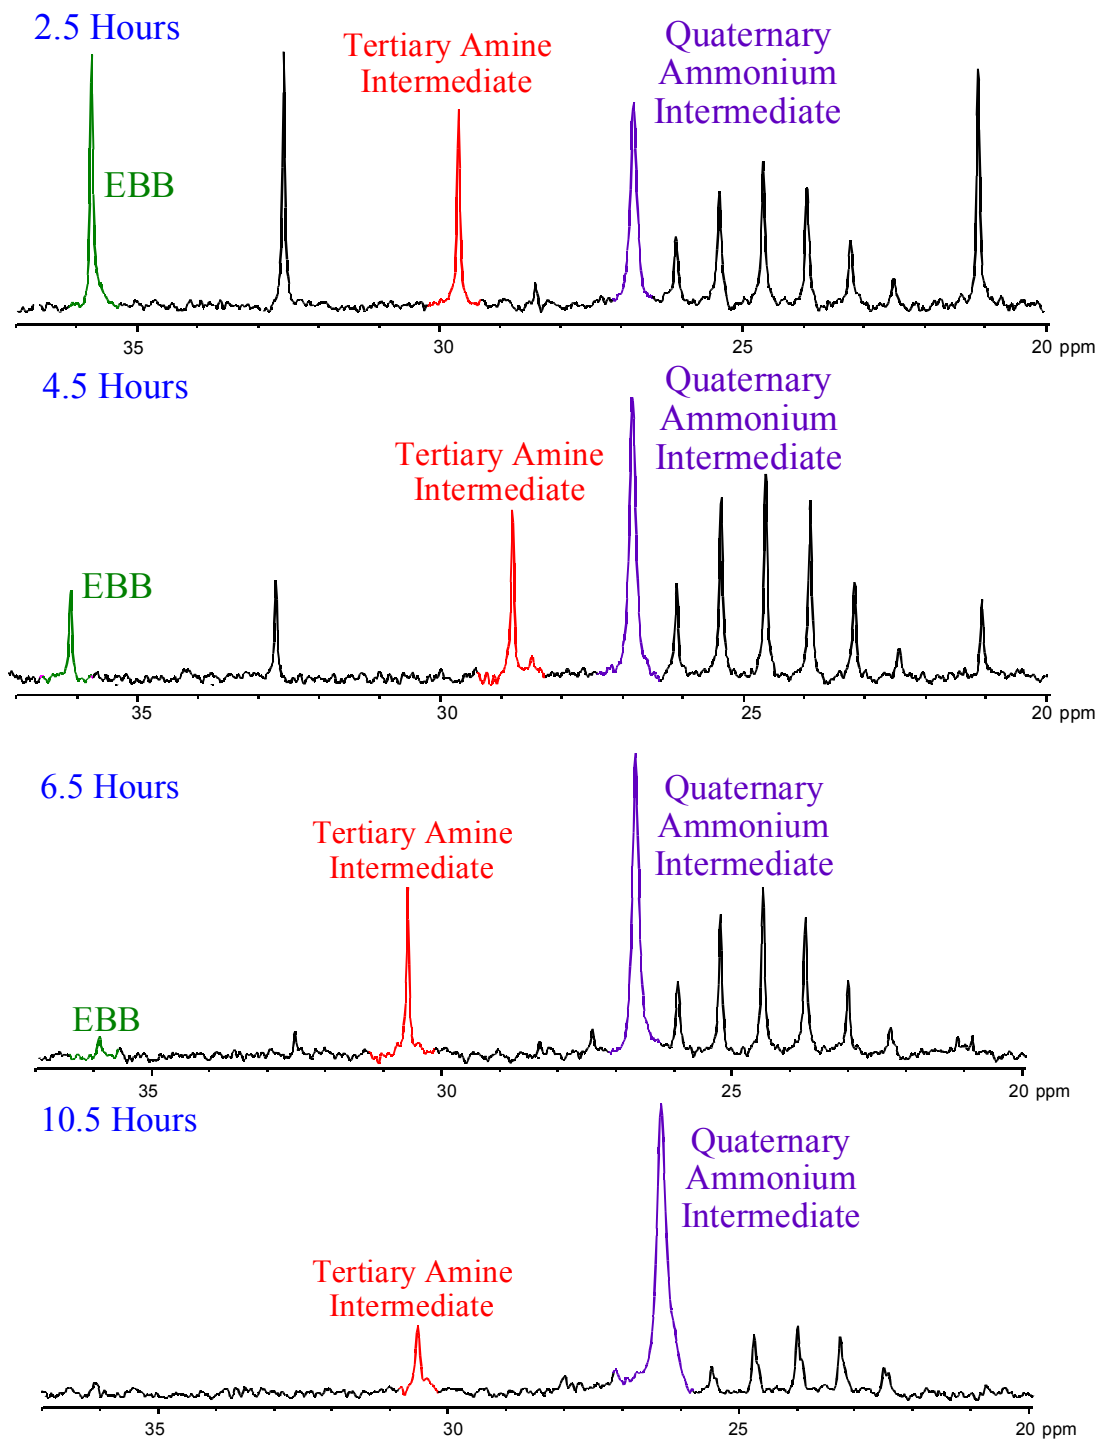 2.5 Hours
Tertiary Amine
Intermediate
Quaternary
Ammonium
Intermediate
EBB
35
30
25
20 ppm
4.5 Hours
Quaternary
Ammonium
Intermediate
Tertiary Amine
Intermediate
EBB
35
30
25
20 ppm
6.5 Hours
Quaternary
Ammonium
Intermediate
Tertiary Amine
Intermediate
EBB
35
30
25
20 ppm
10.5 Hours
Quaternary
Ammonium
Intermediate
Tertiary Amine
Intermediate
35
30
25
20 ppm